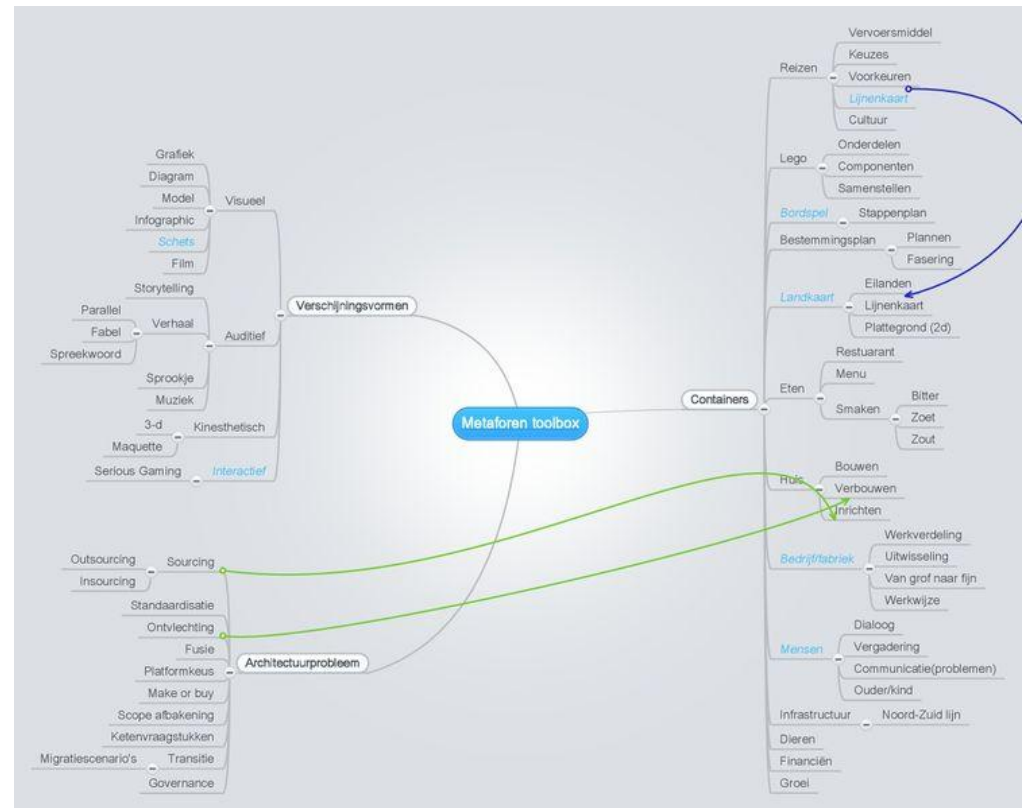 Metaforen toolbox
Verschijningsvormen
Visueel
Grafiek
Diagram
Model
Infographic
Schets
Film
Auditief
Storytelling
Verhaal
Parallel
Fabel
Spreekwoord
Sprookje
Muziek
Kinesthetisch
3-d
Maquette
Interactief
Serious Gaming
Architectuurprobleem
Sourcing
Outsourcing
Insourcing
Standaardisatie
Ontvlechting
Fusie
Platformkeus
Make or buy
Scope afbakening
Ketenvraagstukken
Transitie
Migratiescenario's
Governance
Containers
Reizen
Vervoersmiddel
Keuzes
Voorkeuren
Lijnenkaart
Cultuur
Lego
Onderdelen
Componenten
Samenstellen
Bordspel
Stappenplan
Bestemmingsplan
Plannen
Fasering
Landkaart
Eilanden
Lijnenkaart
Plattegrond (2d)
Eten
Restuarant
Menu
Smaken
Bitter
Zoet
Zout
Huis
Bouwen
Verbouwen
Inrichten
Bedrijf/fabriek
Werkverdeling
Uitwisseling
Van grof naar fijn
Werkwijze
Mensen
Dialoog
Vergadering
Communicatie(problemen)
Ouder/kind
Infrastructuur
Noord-Zuid lijn
Dieren
Financiën
Groei